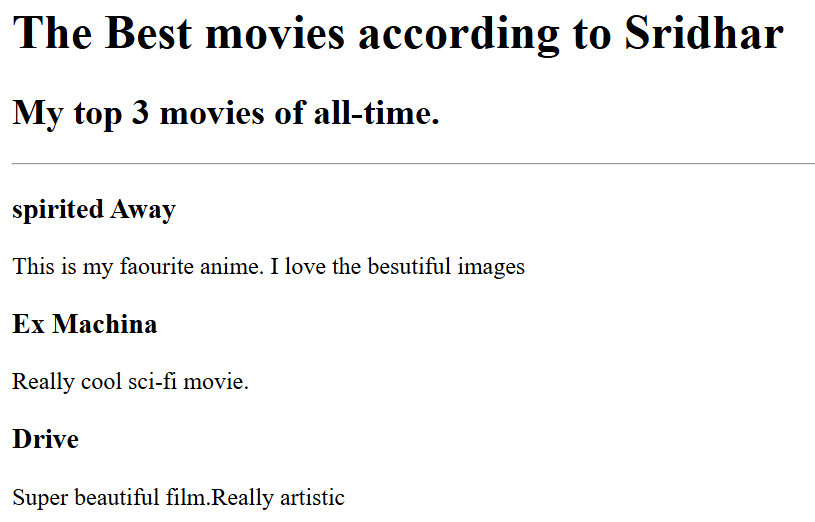 The Best movies according to Sridhar
My top 3 movies of all-time.
spirited Away
This is my faourite anime. I love the besutiful images
Ex Machina
Really cool sci-fi movie.
Drive
Super beautiful film.Really artistic